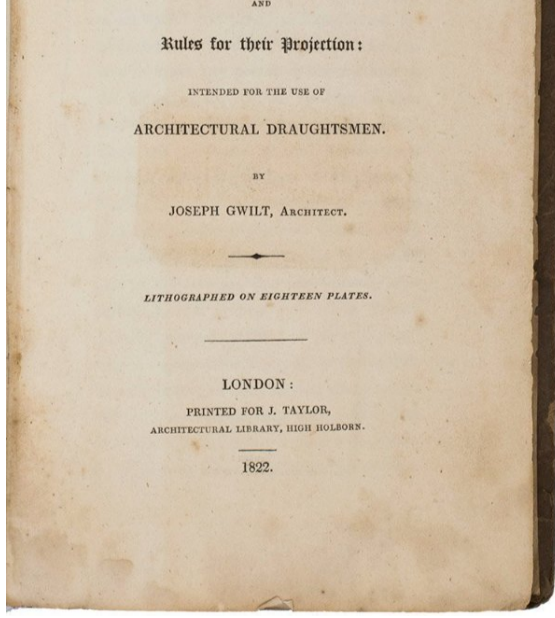 AND
Rules for their Projection:
INTENDED FOR THE USE OF
ARCHITECTURAL DRAUGHTSMEN.
BY
JOSEPH GWILT, ARCHITECT.
LITHOGRAPHED ON EIGHTEEN PLATES.
LONDON:
PRINTED FOR J. TAYLOR,
ARCHITECTURAL LIBRARY, HIGH HOLBORN.
1822.